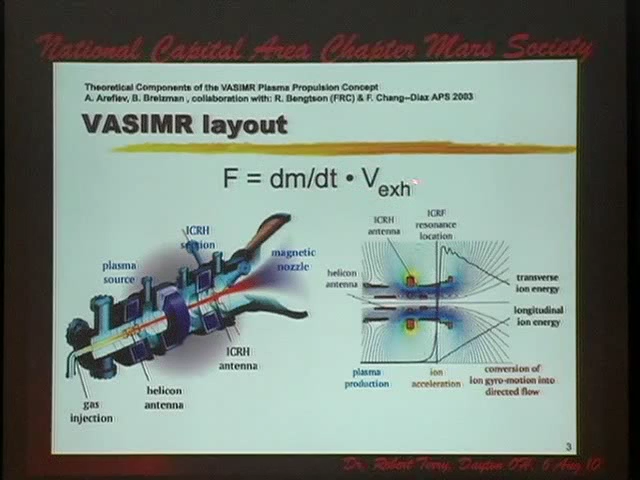 National Capital Area Chapter Mars Society
Theoretical Components of the VASIMR Plasma Propulsion Concept
A. Arefiev, B. Breizman, collaboration with: R. Bengtson (FRC) & F. Chang–Diaz APS 2003
VASIMR layout
F = dm/dt • Vexh
ICRH
section
plasma
source
magnetic
nozzle
ICRH
antenna
helicon
antenna
gas
injection
ICRH
antenna
ICRF
resonance
location
helicon
antenna
transverse
ion energy
longitudinal
ion energy
plasma
production
ion
acceleration
conversion of
ion gyro-motion into
directed flow
3
Dr. Robert Terry, Dayton OH, 6 Aug 10